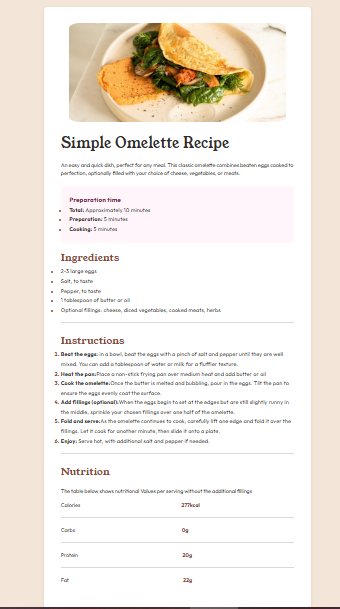 Simple Omelette Recipe
An easy and quick dish, perfect for any meal. This classic omelette combines beaten eggs cooked to
perfection, optionally filled with your choice of cheese, vegetables, or meats.
Preparation time
Total: Approximately 10 minutes
Preparation: 5 minutes
Cooking: 5 minutes
Ingredients
2-3 large eggs
Salt, to taste
Pepper, to taste
1 tablespoon of butter or oil
Optional fillings: cheese, diced vegetables, cooked meats, herbs
Instructions
1. Beat the eggs: in a bowl, beat the eggs with a pinch of salt and pepper until they are well
mixed. You can add a tablespoon of water or milk for a fluffier texture.
2. Heat the pan:Place a non-stick frying pan over medium heat and add butter or oil
3. Cook the omelette:Once the butter is melted and bubbling, pour in the eggs. Tilt the pan to
ensure the eggs evenly coat the surface.
4. Add fillings (optional):When the eggs begin to set at the edges but are still slightly runny in
the middle, sprinkle your chosen fillings over one half of the omelette.
5. Fold and serve:As the omelette continues to cook, carefully lift one edge and fold it over the
fillings. Let it cook for another minute, then slide it onto a plate.
6. Enjoy: Serve hot, with additional salt and pepper if needed.
Nutrition
The table below shows nutritional Values per serving without the additional fillings
Calories 277kcal
Carbs 0g
Protein 20g
Fat 22g